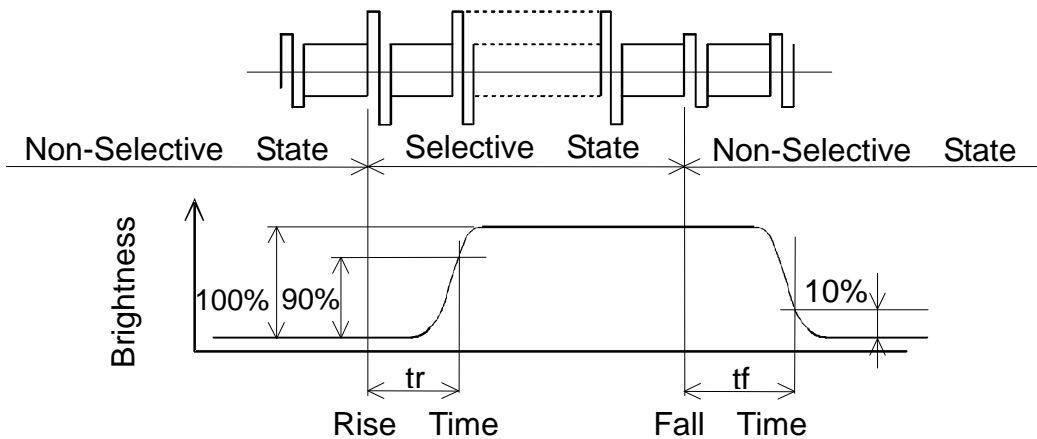 Non-Selective State Selective State Non-Selective State
Brightness
100% 90% 10%
tr tf
Rise Time Fall Time